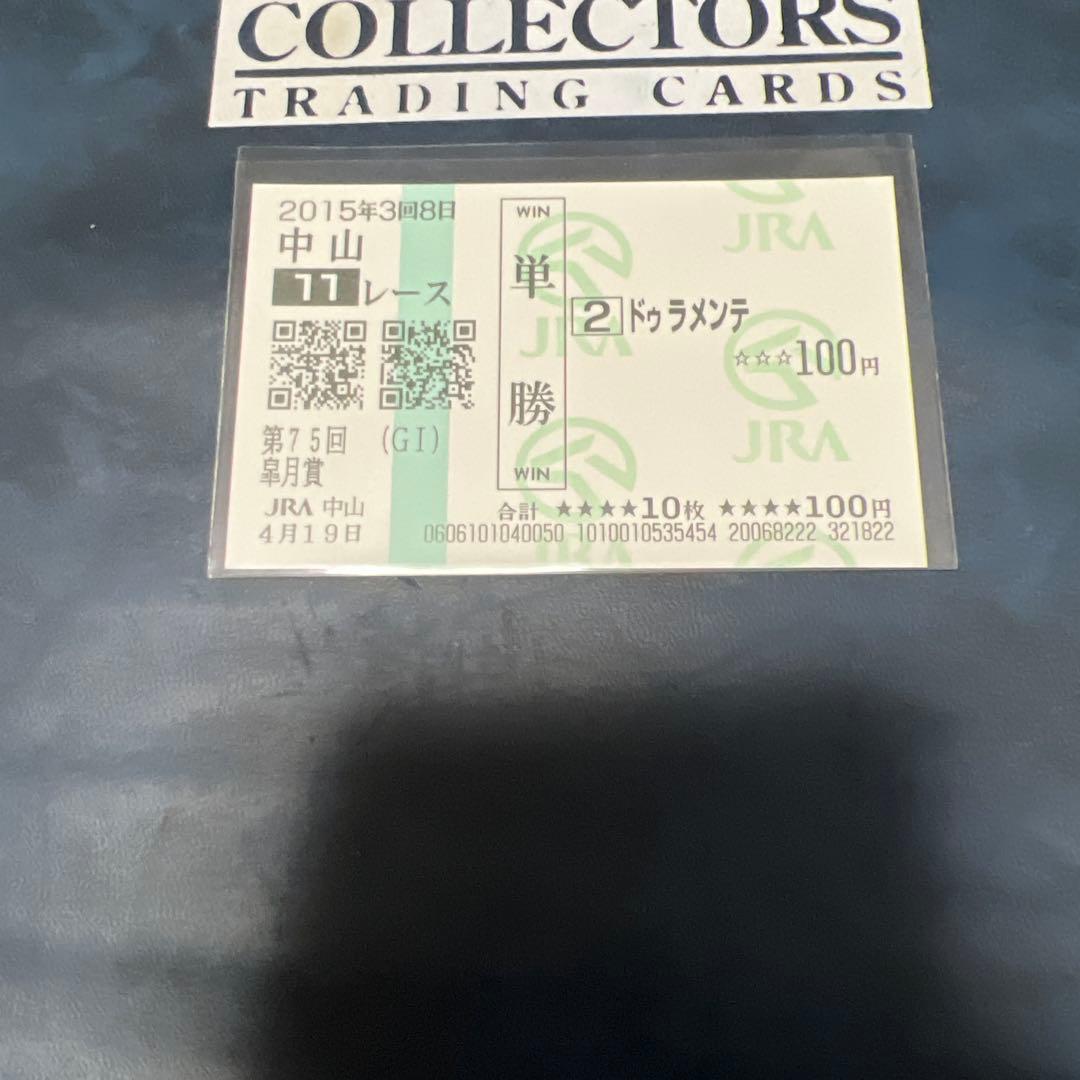 COLLECTORS
TRADING CARDS
2015年3回8日
中山
11レース
第75回 (GI)
皐月賞
JRA 中山
4月19日
WIN
単勝
WIN
2 ドゥラメンテ
☆☆☆100円
合計 ★★★★10枚 ★★★★100円
0606101040050 1010010535454 20068222 321822
JRA
JRA
JRA
JRA